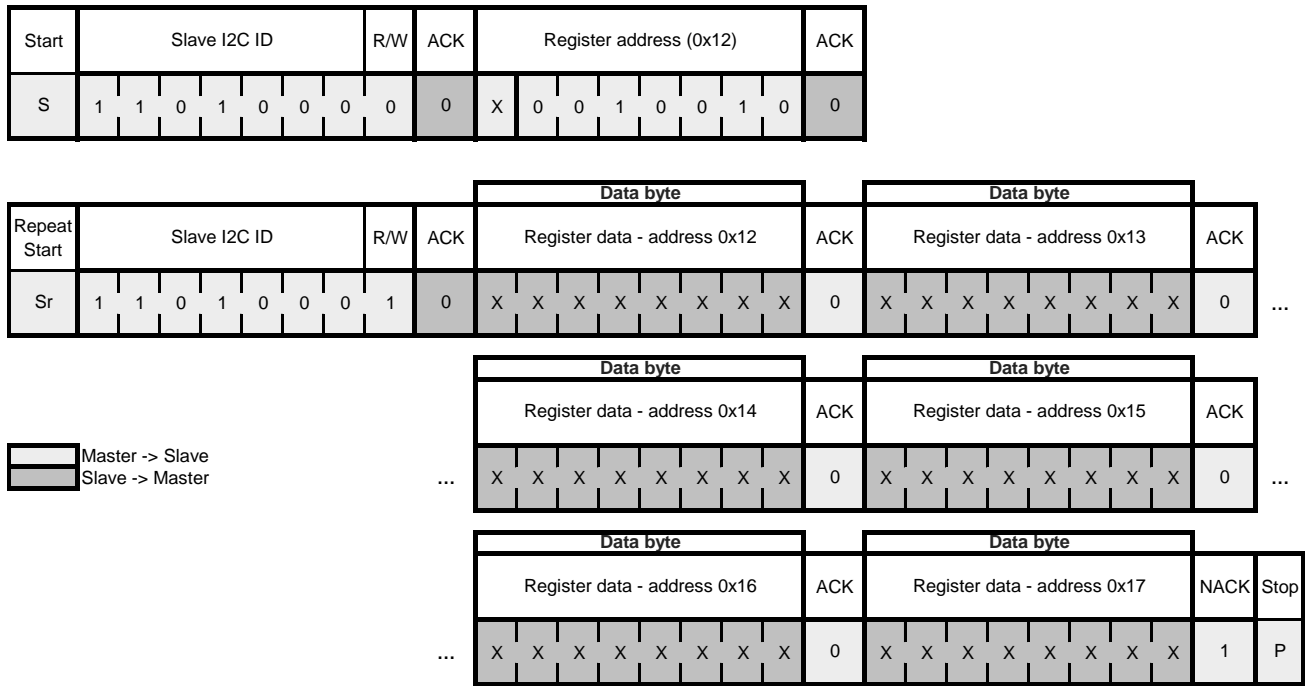 Start Slave I2C ID R/W ACK Register address (0x12) ACK
S 1 1 0 1 0 0 0 0 0 X 0 0 1 0 0 1 0 0
Data byte Data byte
Repeat Start Slave I2C ID R/W ACK Register data - address 0x12 ACK Register data - address 0x13 ACK
Sr 1 1 0 1 0 0 0 1 0 X X X X X X X X 0 X X X X X X X X 0 ...
Data byte Data byte
Register data - address 0x14 ACK Register data - address 0x15 ACK
Master -> Slave
Slave -> Master
... X X X X X X X X 0 X X X X X X X X 0 ...
Data byte Data byte
Register data - address 0x16 ACK Register data - address 0x17 NACK Stop
... X X X X X X X X 0 X X X X X X X X 1 P